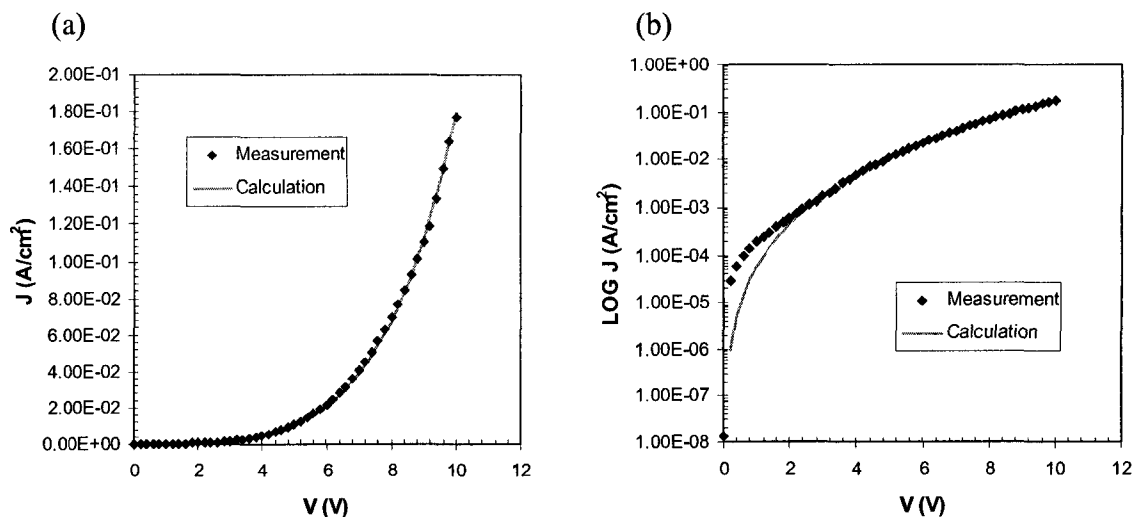 (a)
2.00E-01
1.80E-01
1.60E-01
1.40E-01
1.20E-01
1.00E-01
8.00E-02
6.00E-02
4.00E-02
2.00E-02
0.00E+00
J (A/cm²)
Measurement
Calculation
0 2 4 6 8 10 12
V (V)
(b)
1.00E+00
1.00E-01
1.00E-02
1.00E-03
1.00E-04
1.00E-05
1.00E-06
1.00E-07
1.00E-08
LOG J (A/cm²)
Measurement
Calculation
0 2 4 6 8 10 12
V (V)